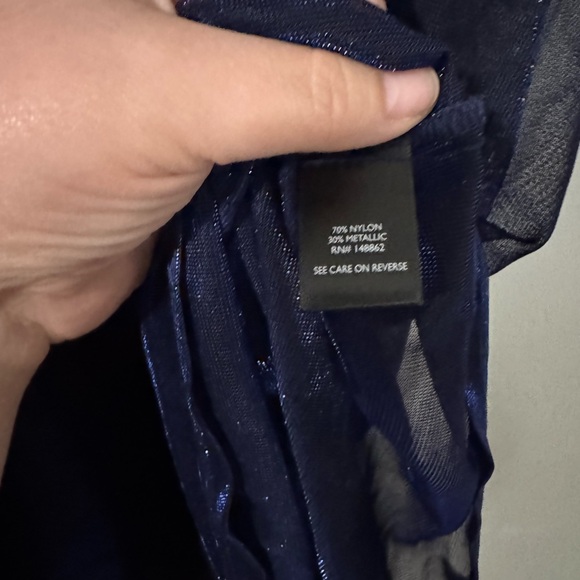 70% NYLON
30% METALLIC
RN# 148862
SEE CARE ON REVERSE